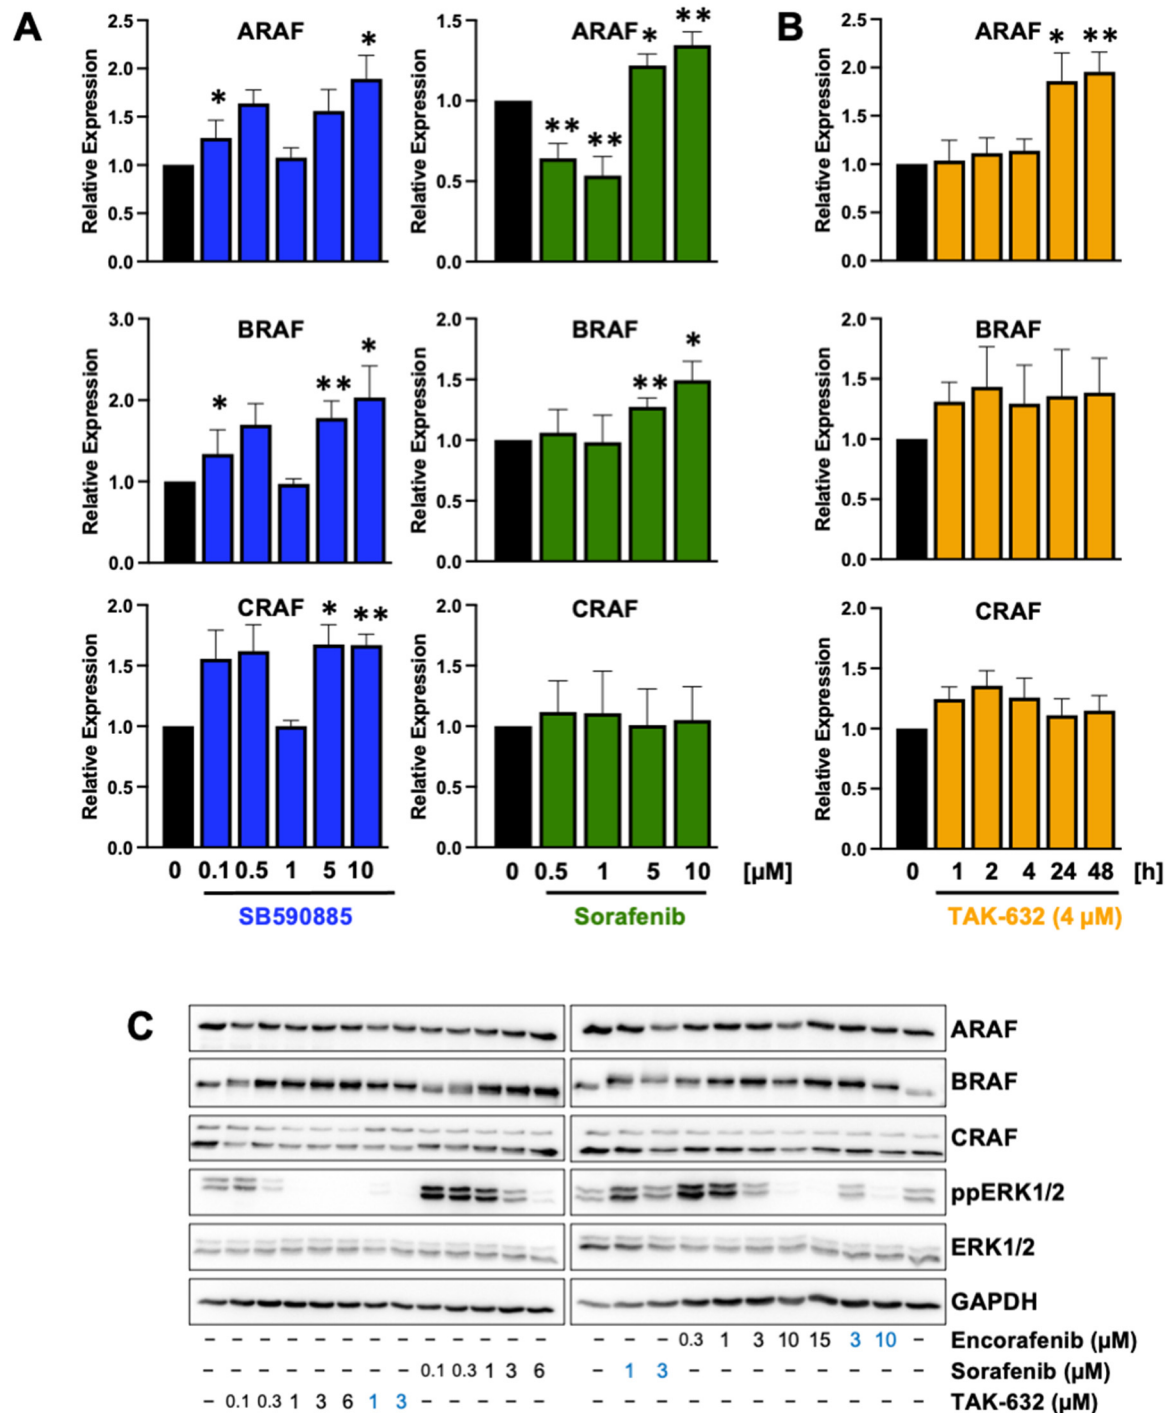 A
B
ARAF
ARAF
ARAF
Relative Expression
2.5
2.0
1.5
1.0
0.5
0.0
*
*
Relative Expression
1.5
1.0
0.5
0.0
**
**
*
**
Relative Expression
2.5
2.0
1.5
1.0
0.5
0.0
*
**
BRAF
BRAF
BRAF
Relative Expression
3.0
2.0
1.0
0.0
*
**
*
Relative Expression
2.0
1.5
1.0
0.5
0.0
**
*
Relative Expression
2.0
1.5
1.0
0.5
0.0
CRAF
CRAF
CRAF
Relative Expression
2.0
1.5
1.0
0.5
0.0
*
**
Relative Expression
2.0
1.5
1.0
0.5
0.0
Relative Expression
2.0
1.5
1.0
0.5
0.0
0 0.1 0.5 1 5 10
0 0.5 1 5 10 [µM]
0 1 2 4 24 48 [h]
SB590885
Sorafenib
TAK-632 (4 µM)
C
ARAF
BRAF
CRAF
ppERK1/2
ERK1/2
GAPDH
– – – – – – – – – – – – – – – – 0.3 1 3 10 15 3 10 – Encorafenib (µM)
– – – – – – – – 0.1 0.3 1 3 6 – 1 3 – – – – – – – – Sorafenib (µM)
– 0.1 0.3 1 3 6 1 3 – – – – – – – – – – – – – – – – TAK-632 (µM)